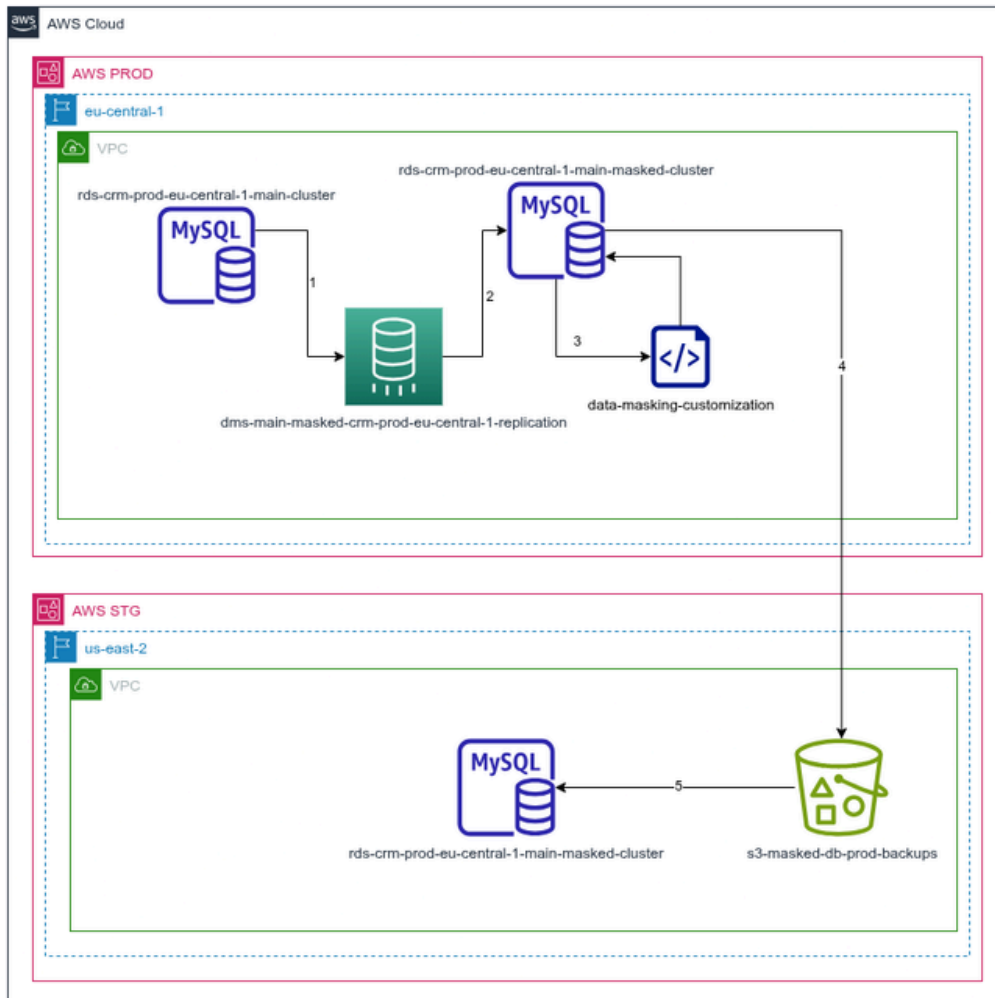 aws
AWS Cloud
AWS PROD
eu-central-1
VPC
rds-crm-prod-eu-central-1-main-masked-cluster
rds-crm-prod-eu-central-1-main-cluster
MySQL
MySQL
1
2
3
4
data-masking-customization
dms-main-masked-crm-prod-eu-central-1-replication
AWS STG
us-east-2
VPC
MySQL
5
rds-crm-prod-eu-central-1-main-masked-cluster
s3-masked-db-prod-backups